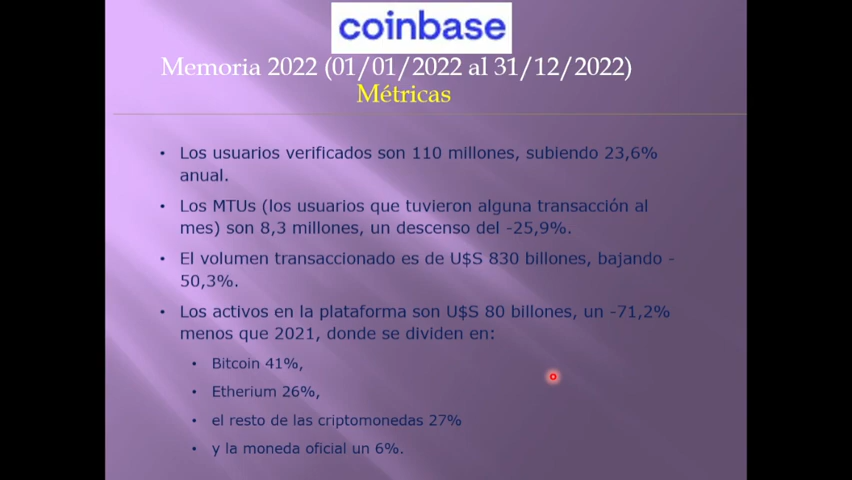 coinbase
Memoria 2022 (01/01/2022 al 31/12/2022)
Métricas
• Los usuarios verificados son 110 millones, subiendo 23,6%
anual.
• Los MTUs (los usuarios que tuvieron alguna transacción al
mes) son 8,3 millones, un descenso del -25,9%.
• El volumen transaccionado es de U$S 830 billones, bajando -
50,3%.
• Los activos en la plataforma son U$S 80 billones, un -71,2%
menos que 2021, donde se dividen en:
• Bitcoin 41%,
• Etherium 26%,
• el resto de las criptomonedas 27%
• y la moneda oficial un 6%.